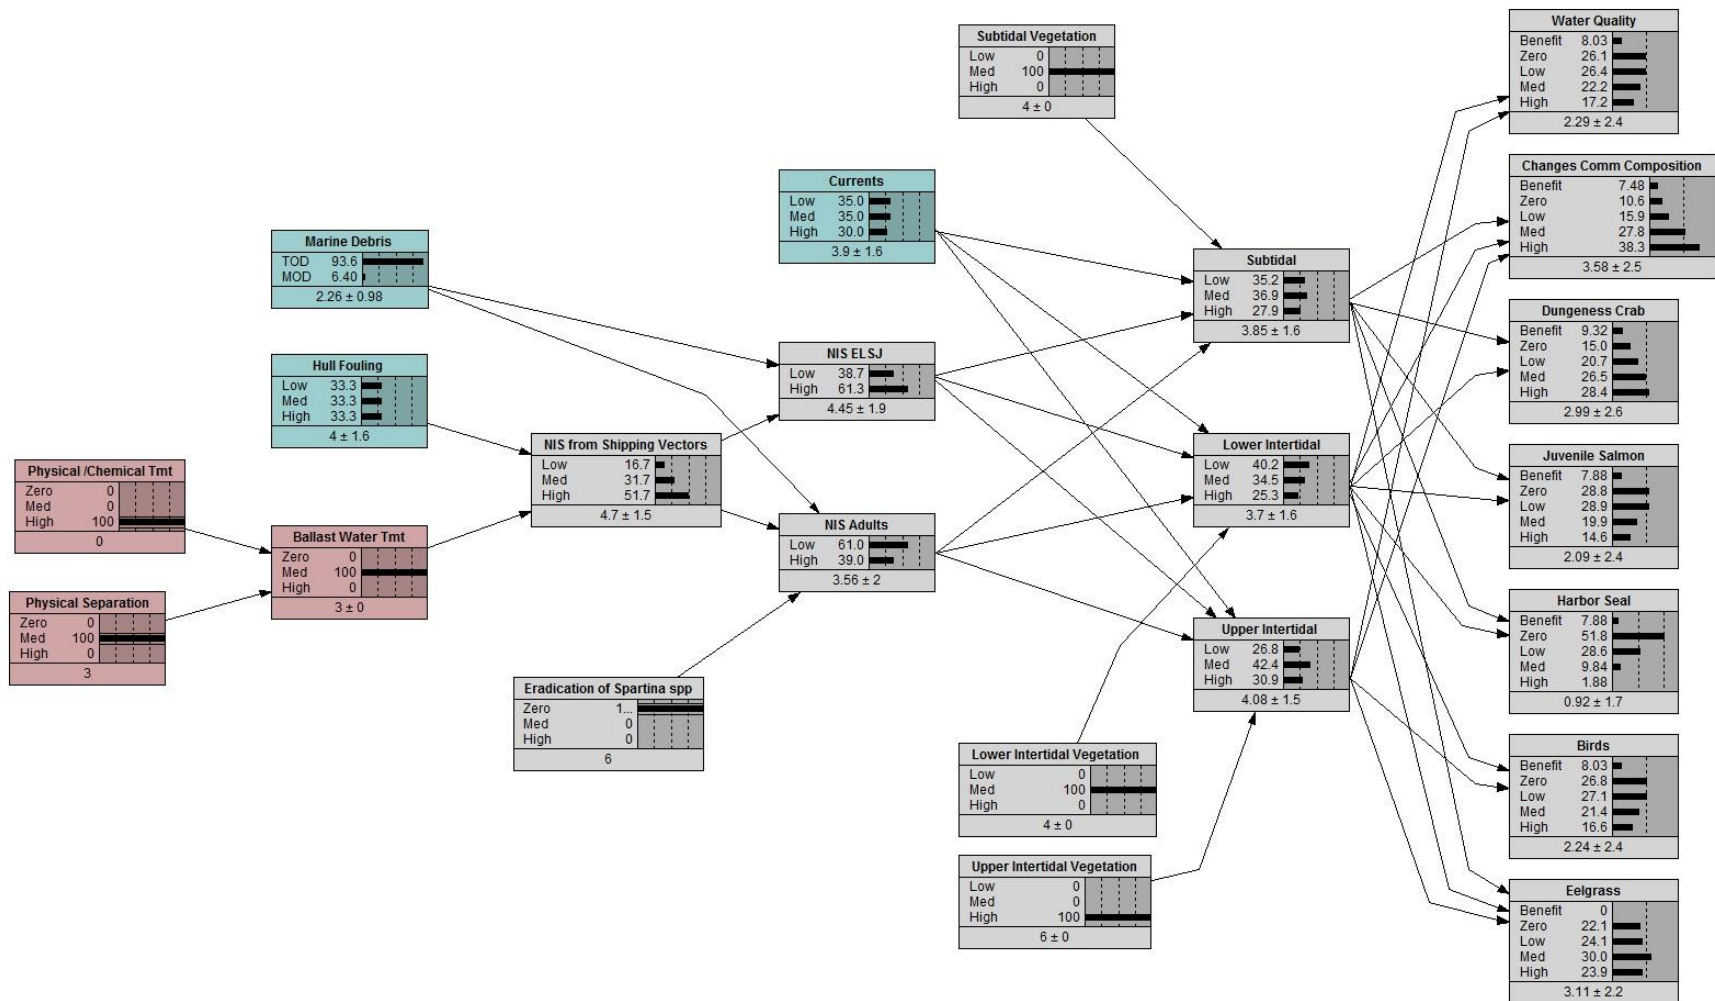 Physical /Chemical Tmt
Zero 0
Med 0
High 100
0
Physical Separation
Zero 0
Med 100
High 0
3
Marine Debris
TOD 93.6
MOD 6.40
2.26 ± 0.98
Hull Fouling
Low 33.3
Med 33.3
High 33.3
4 ± 1.6
Ballast Water Tmt
Zero 0
Med 100
High 0
3 ± 0
NIS from Shipping Vectors
Low 16.7
Med 31.7
High 51.7
4.7 ± 1.5
Eradication of Spartina spp
Zero 1...
Med 0
High 0
6
Currents
Low 35.0
Med 35.0
High 30.0
3.9 ± 1.6
NIS ELSJ
Low 38.7
High 61.3
4.45 ± 1.9
NIS Adults
Low 61.0
High 39.0
3.56 ± 2
Subtidal Vegetation
Low 0
Med 100
High 0
4 ± 0
Lower Intertidal Vegetation
Low 0
Med 100
High 0
4 ± 0
Upper Intertidal Vegetation
Low 0
Med 0
High 100
6 ± 0
Subtidal
Low 35.2
Med 36.9
High 27.9
3.85 ± 1.6
Lower Intertidal
Low 40.2
Med 34.5
High 25.3
3.7 ± 1.6
Upper Intertidal
Low 26.8
Med 42.4
High 30.9
4.08 ± 1.5
Water Quality
Benefit 8.03
Zero 26.1
Low 26.4
Med 22.2
High 17.2
2.29 ± 2.4
Changes Comm Composition
Benefit 7.48
Zero 10.6
Low 15.9
Med 27.8
High 38.3
3.58 ± 2.5
Dungeness Crab
Benefit 9.32
Zero 15.0
Low 20.7
Med 26.5
High 28.4
2.99 ± 2.6
Juvenile Salmon
Benefit 7.88
Zero 28.8
Low 28.9
Med 19.9
High 14.6
2.09 ± 2.4
Harbor Seal
Benefit 7.88
Zero 51.8
Low 28.6
Med 9.84
High 1.88
0.92 ± 1.7
Birds
Benefit 8.03
Zero 26.8
Low 27.1
Med 21.4
High 16.6
2.24 ± 2.4
Eelgrass
Benefit 0
Zero 22.1
Low 24.1
Med 30.0
High 23.9
3.11 ± 2.2